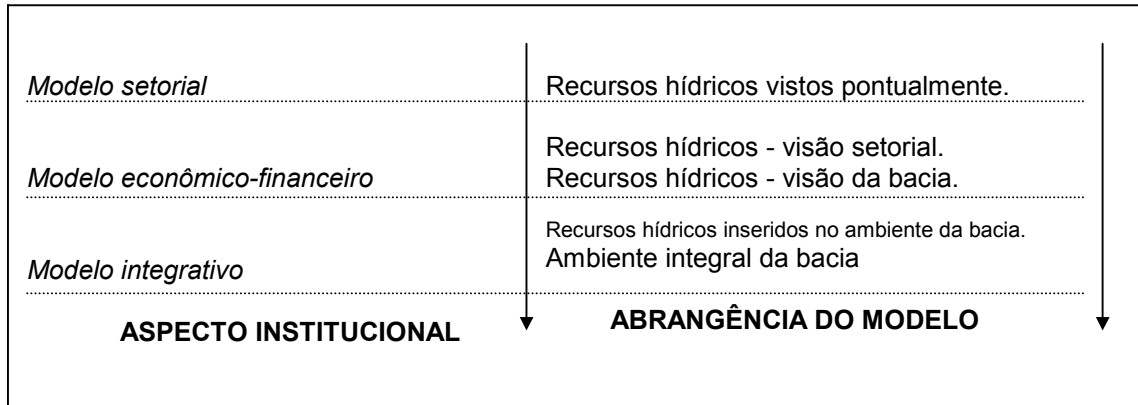 Modelo setorial
Recursos hídricos vistos pontualmente.
Recursos hídricos - visão setorial.
Modelo econômico-financeiro
Recursos hídricos - visão da bacia.
Recursos hídricos inseridos no ambiente da bacia.
Modelo integrativo
Ambiente integral da bacia
ASPECTO INSTITUCIONAL
ABRANGÊNCIA DO MODELO